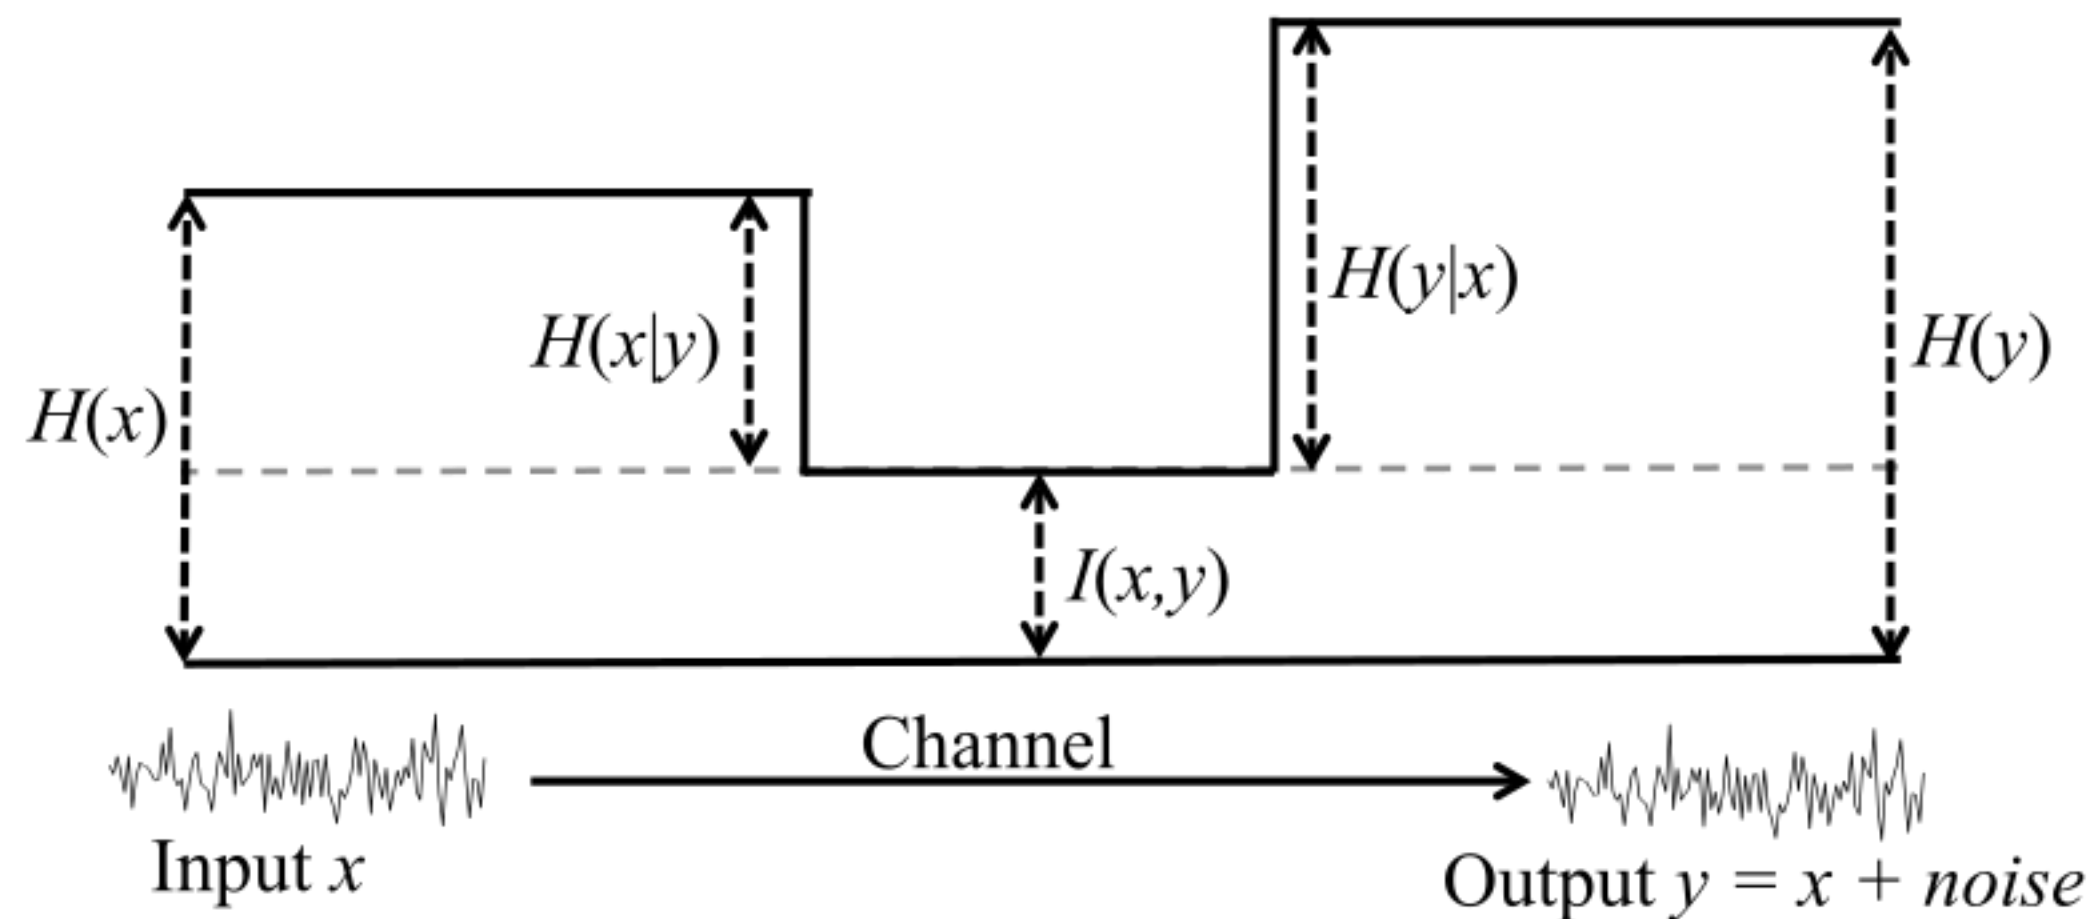 H(y|x)
H(x|y)
H(y)
H(x)
I(x,y)
Channel
Input x
Output y = x + noise